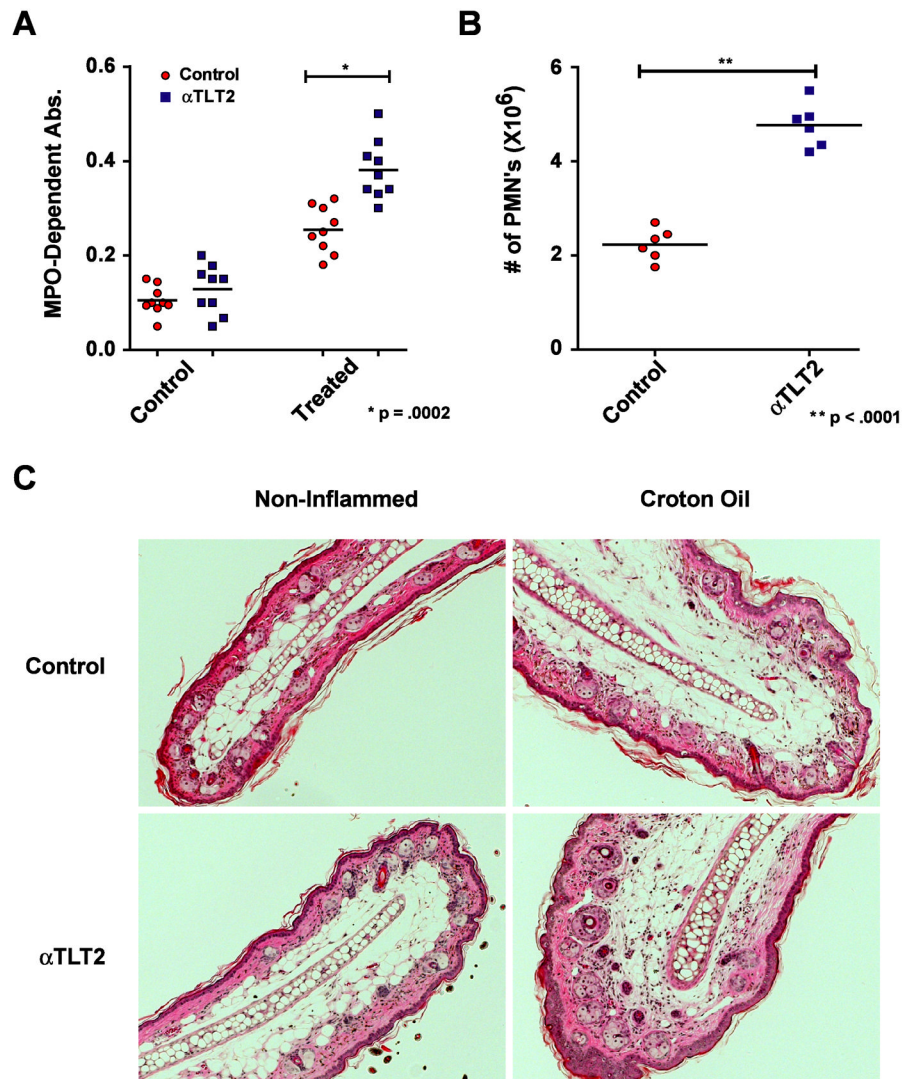 A
0.6
0.4
0.2
0.0
MPO-Dependent Abs.
Control
αTLT2
*
Control
Treated
* p = .0002
B
6
4
2
0
# of PMN's (X10⁶)
**
Control
αTLT2
** p < .0001
C
Non-Inflammed
Croton Oil
Control
αTLT2